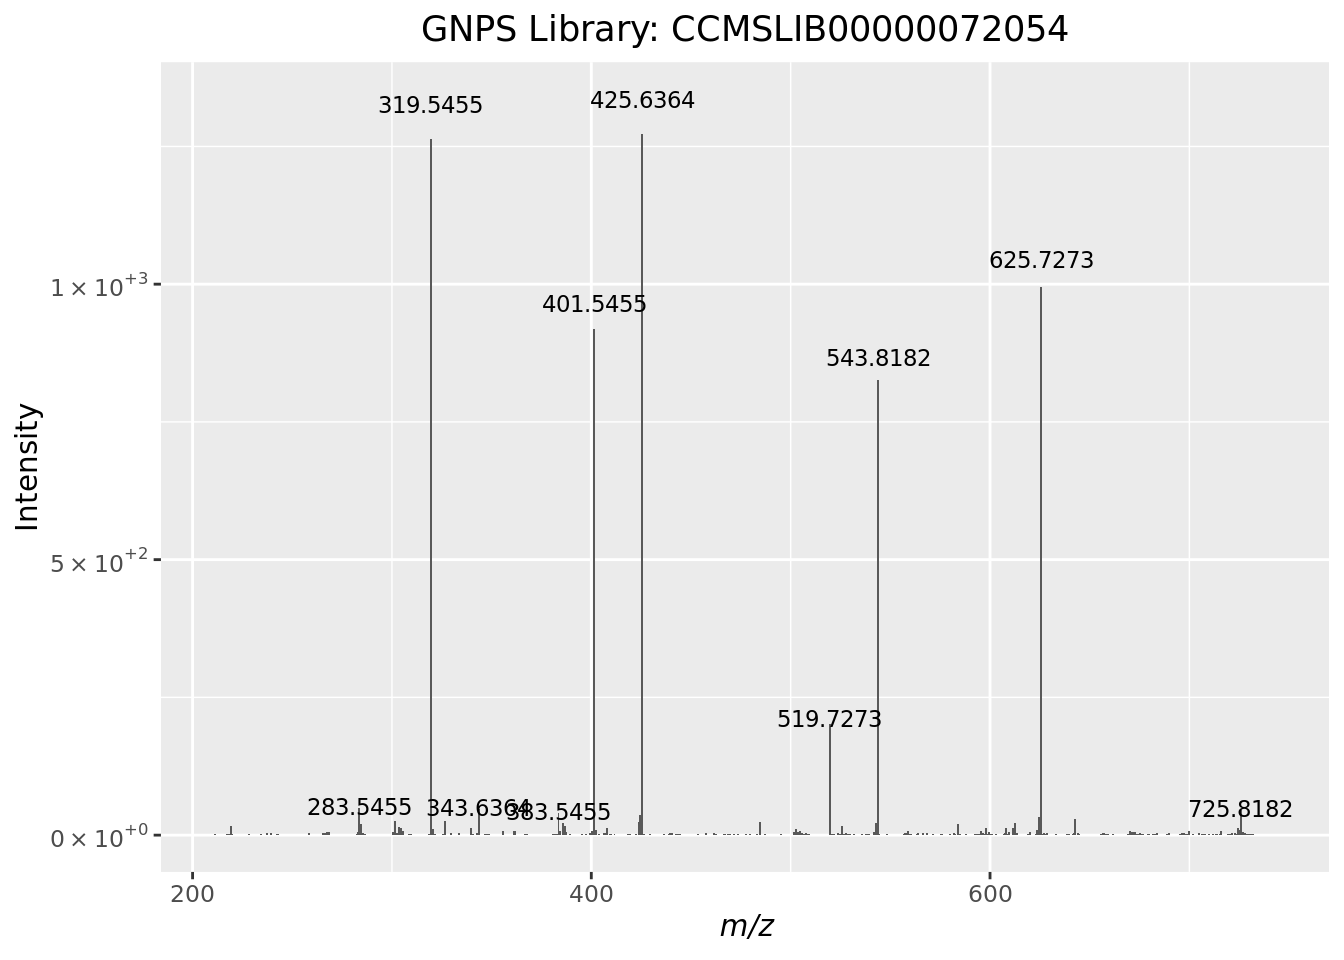 GNPS Library: CCMSLIB00000072054
319.5455
425.6364
625.7273
1 × 10⁺³
401.5455
543.8182
Intensity
5 × 10⁺²
519.7273
283.5455
343.6364
383.5455
725.8182
0 × 10⁺⁰
200
400
600
m/z